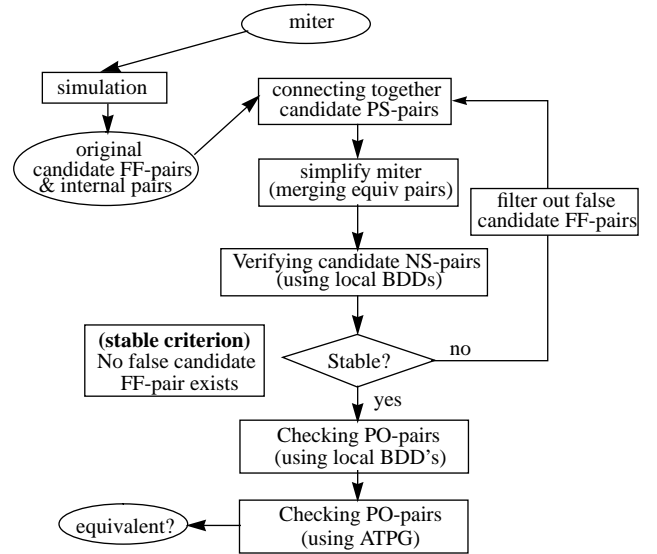 miter
simulation
original
candidate FF-pairs
& internal pairs
connecting together
candidate PS-pairs
simplify miter
(merging equiv pairs)
filter out false
candidate FF-pairs
Verifying candidate NS-pairs
(using local BDDs)
(stable criterion)
No false candidate
FF-pair exists
Stable?
no
yes
Checking PO-pairs
(using local BDD's)
equivalent?
Checking PO-pairs
(using ATPG)